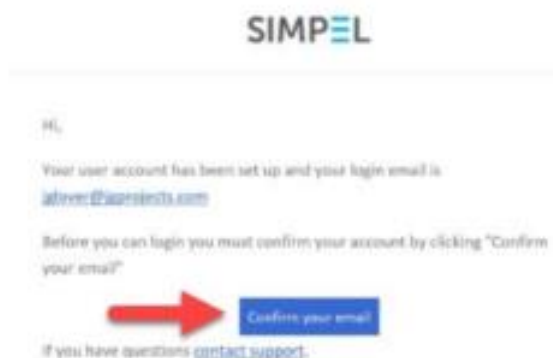 SIMPEL
Hi,
Your user account has been set up and your login email is
Before you can login you must confirm your account by clicking "Confirm
your email"
Confirm your email
If you have questions contact support.